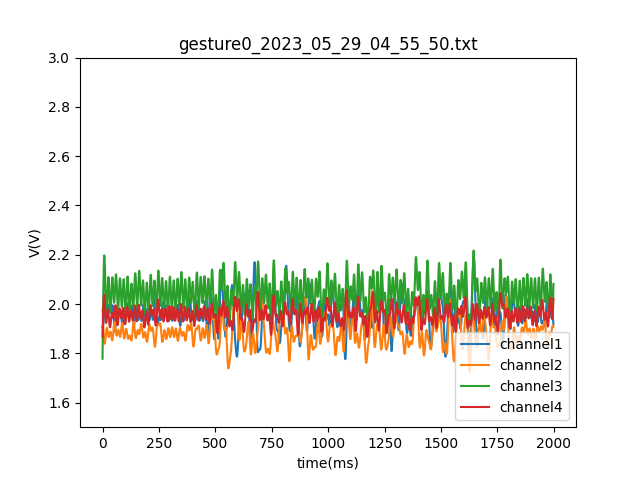 gesture0_2023_05_29_04_55_50.txt
3.0
2.8
2.6
2.4
2.2
2.0
1.8
1.6
V(V)
channel1
channel2
channel3
channel4
0 250 500 750 1000 1250 1500 1750 2000
time(ms)